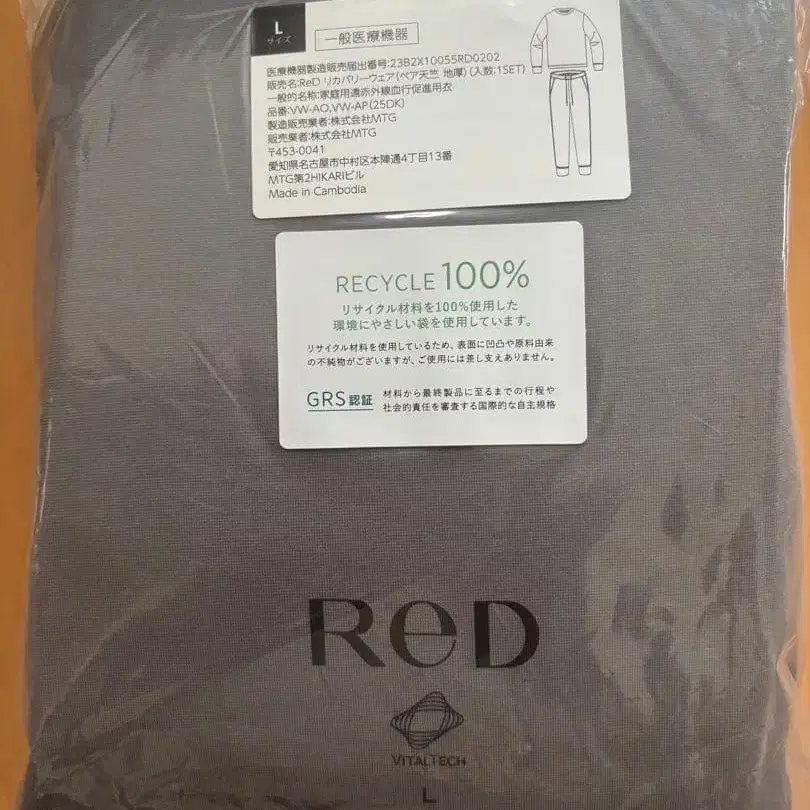 L
サイズ
一般医療機器
医療機器製造販売届出番号:23B2X10055RD0202
販売名:ReD リカバリーウェア(ベア天竺 地厚)(入数:1SET)
一般的名称:家庭用遠赤外線血行促進用衣
品番:VW-AO,VW-AP(25DK)
製造販売業者:株式会社MTG
販売業者:株式会社MTG
〒453-0041
愛知県名古屋市中村区本陣通4丁目13番
MTG第2HIKARIビル
Made in Cambodia
RECYCLE 100%
リサイクル材料を100%使用した
環境にやさしい袋を使用しています。
リサイクル材料を使用しているため、表面に凹凸や原料由来
の不純物がございますが、ご使用には差し支えありません。
GRS認証
材料から最終製品に至るまでの行程や
社会的責任を審査する国際的な自主規格
ReD
VITALTECH
L